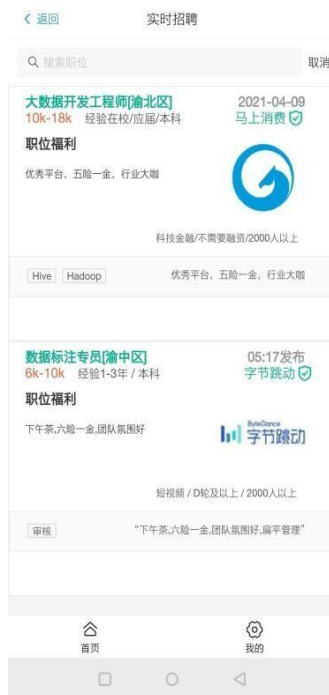 返回
实时招聘
搜索职位
取消
大数据开发工程师[渝北区]
2021-04-09
10k-18k 经验在校/应届/本科
马上消费
职位福利
优秀平台，五险一金，行业大咖
科技金融/不需要融资/2000人以上
Hive Hadoop
优秀平台，五险一金，行业大咖
数据标注专员[渝中区]
05:17发布
6k-10k 经验1-3年 / 本科
字节跳动
职位福利
下午茶,六险一金,团队氛围好
ByteDance
字节跳动
短视频 / D轮及以上 / 2000人以上
审核
“下午茶,六险一金,团队氛围好,扁平管理”
首页
我的